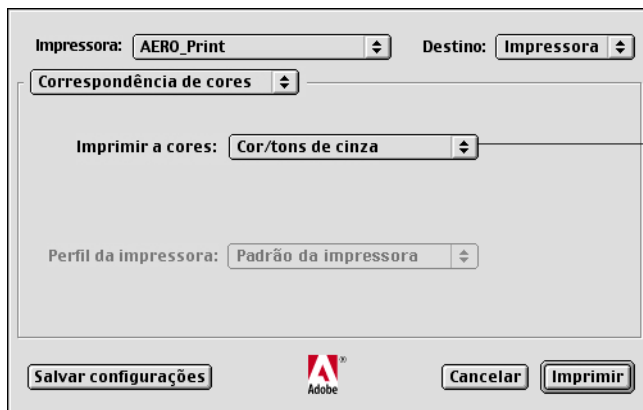 Impressora: AERO_Print Destino: Impressora
Correspondência de cores
Imprimir a cores: Cor/tons de cinza
Perfil da impressora: Padrão da impressora
Salvar configurações Adobe® Cancelar Imprimir